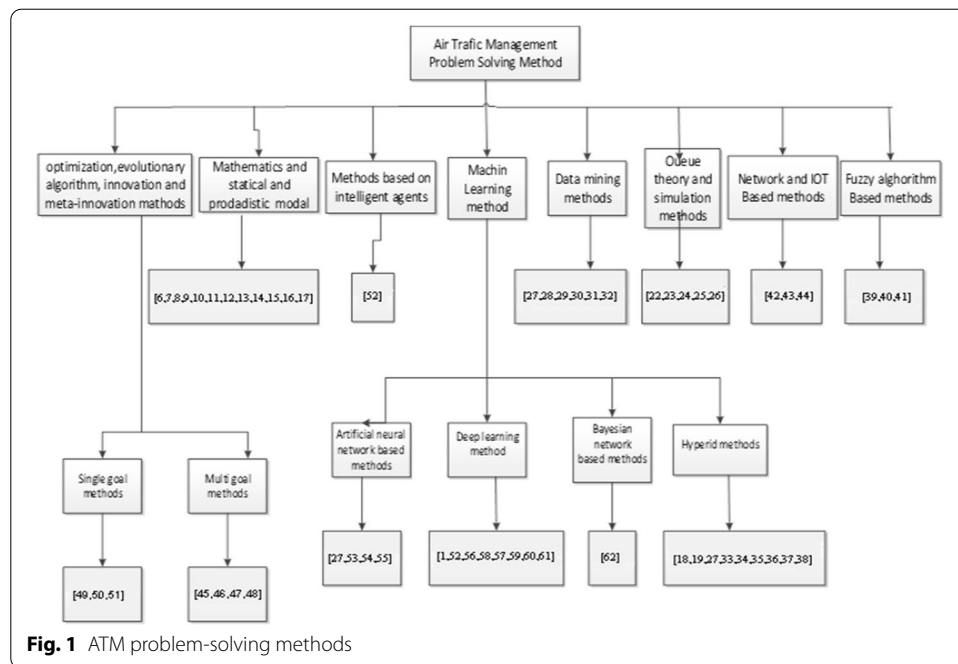 Air Trafic Management
Problem Solving Method
optimization,evolutionary
algorithm, innovation and
meta-innovation mathods
Mathematics and
statical and
prodadistic modal
Methods based on
intelligent agents
Machin
Learning
method
Data mining
methods
Queue
theory and
simulation
methods
Network and IOT
Based methods
Fuzzy alghorithm
Based methods
[6,7,8,9,10,11,12,13,14,15,16,17]
[52]
[27,28,29,30,31,32]
[22,23,24,25,26]
[42,43,44]
[39,40,41]
Single goal
methods
Multi goal
methods
Artificial neural
network based
methods
Deep learning
method
Bayesian
network
based methods
Hyperid methods
[49,50,51]
[45,46,47,48]
[27,53,54,55]
[1,52,56,58,57,59,60,61]
[62]
[18,19,27,33,34,35,36,37,38]
Fig. 1 ATM problem-solving methods